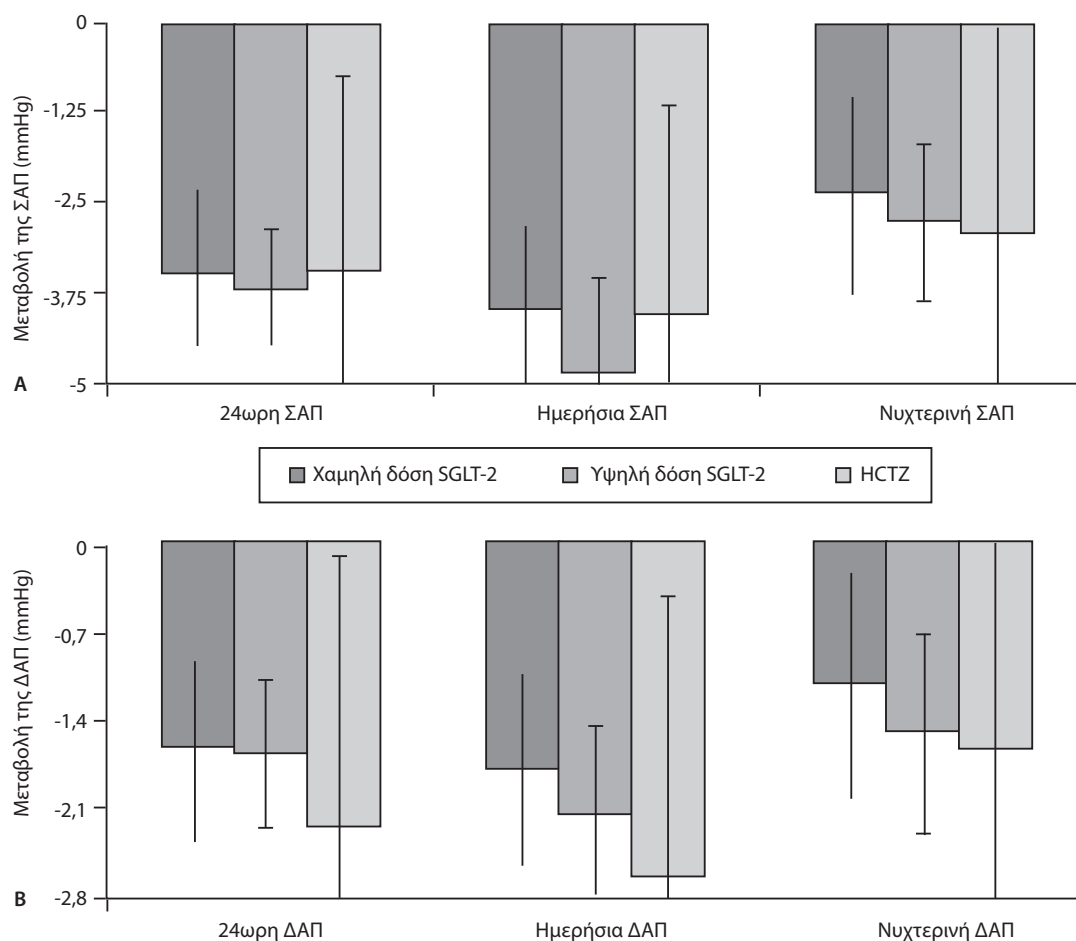 Μεταβολή της ΣΑΠ (mmHg)
0
-1,25
-2,5
-3,75
-5
A
24ωρη ΣΑΠ
Ημερήσια ΣΑΠ
Νυχτερινή ΣΑΠ
Χαμηλή δόση SGLT-2
Υψηλή δόση SGLT-2
HCTZ
Μεταβολή της ΔΑΠ (mmHg)
0
-0,7
-1,4
-2,1
-2,8
B
24ωρη ΔΑΠ
Ημερήσια ΔΑΠ
Νυχτερινή ΔΑΠ